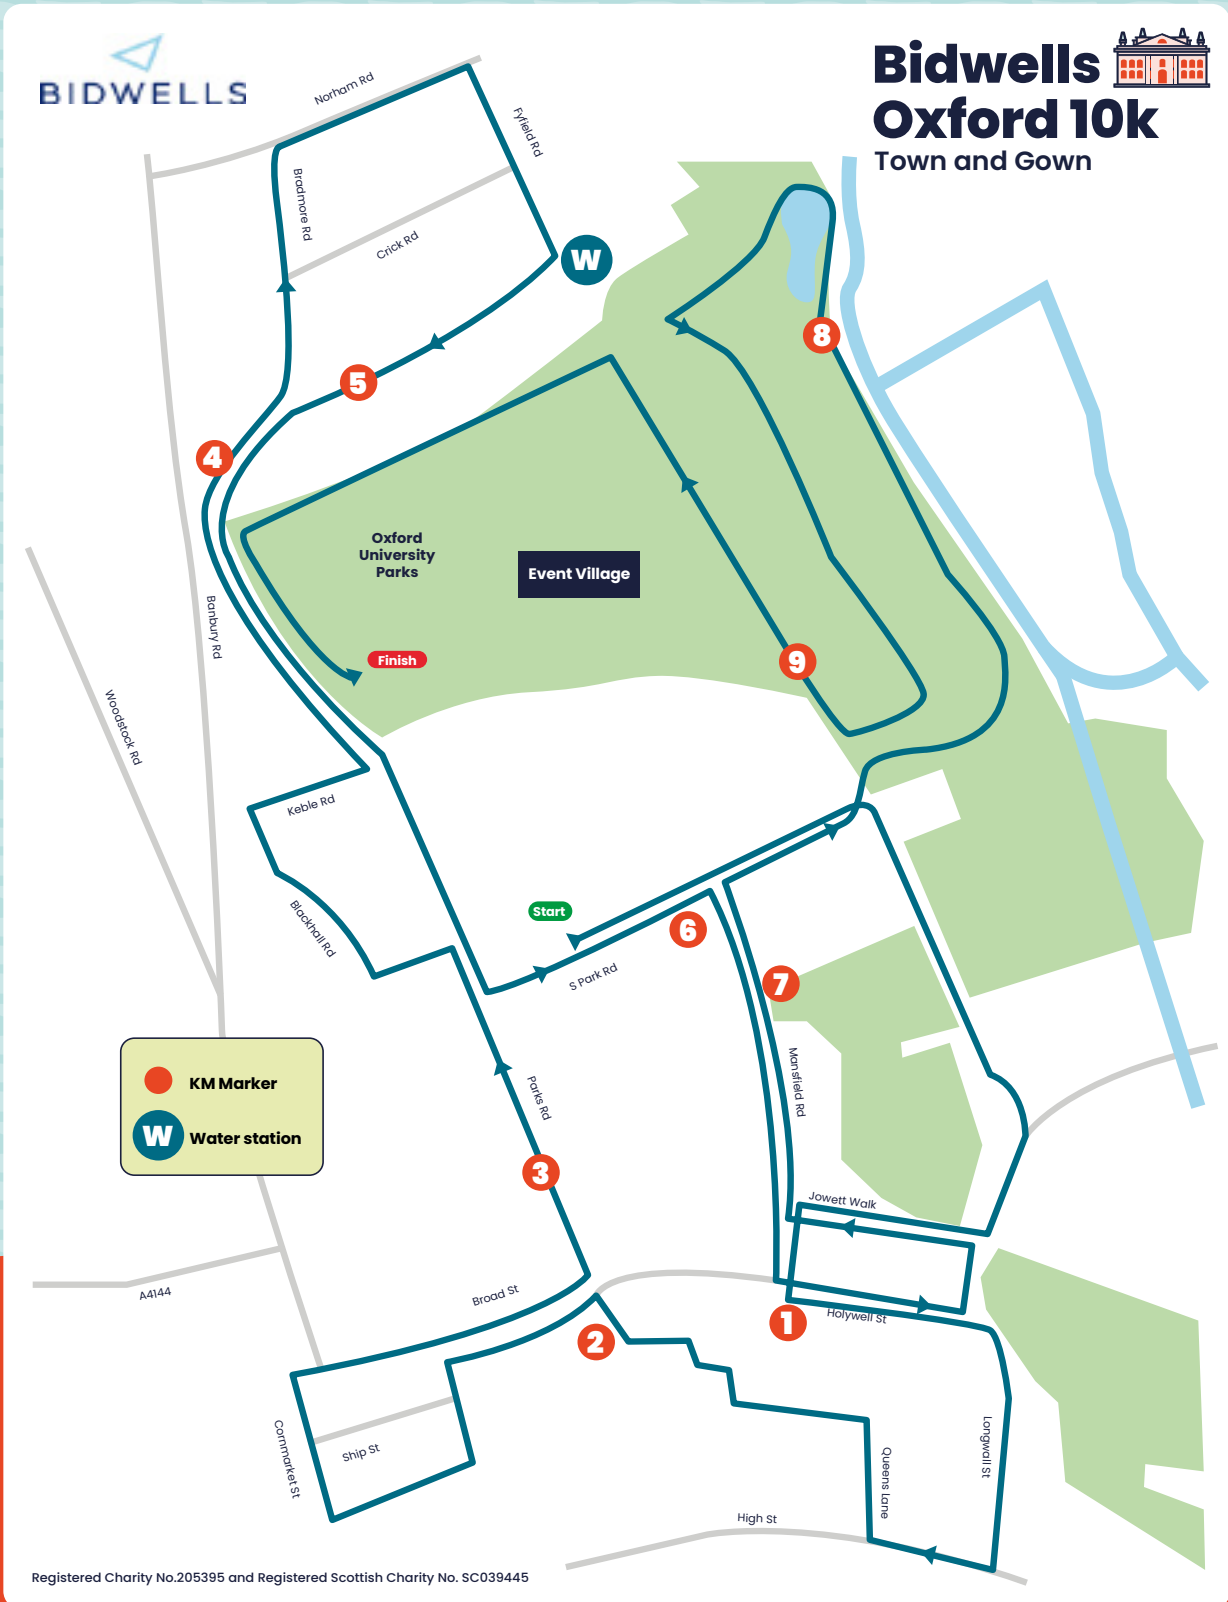 BIDWELLS
Bidwells
Oxford 10k
Town and Gown
Norham Rd
Fyfield Rd
Bradmore Rd
Crick Rd
W
8
5
4
Oxford
University
Parks
Event Village
Banbury Rd
Finish
9
Woodstock Rd
Keble Rd
Blackhall Rd
Start
6
S Park Rd
7
Mansfield Rd
KM Marker
W Water station
Parks Rd
3
Jowett Walk
A4144
Broad St
1
Holywell St
2
Cornmarket St
Ship St
Longwall St
Queens Lane
High St
Registered Charity No.205395 and Registered Scottish Charity No. SC039445